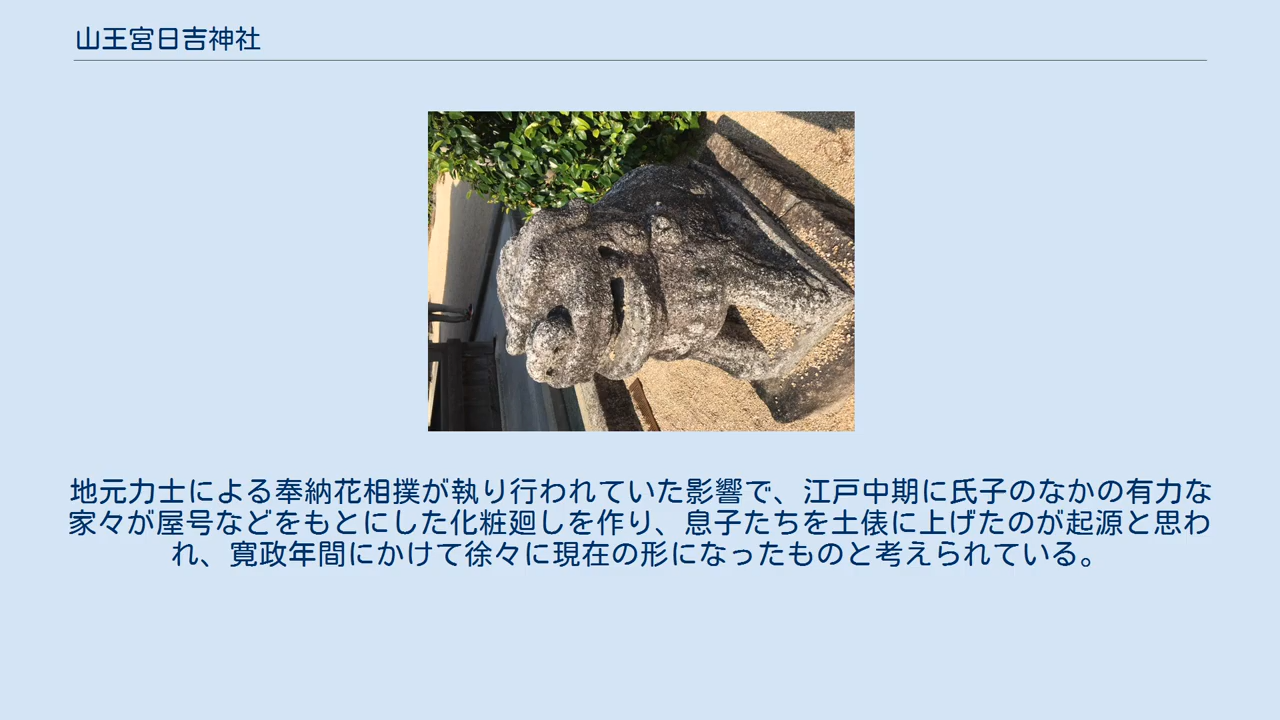 山王宮日吉神社
地元力士による奉納花相撲が執り行われていた影響で、江戸中期に氏子のなかの有力な
家々が屋号などをもとにした化粧廻しを作り、息子たちを土俵に上げたのが起源と思わ
れ、寛政年間にかけて徐々に現在の形になったものと考えられている。